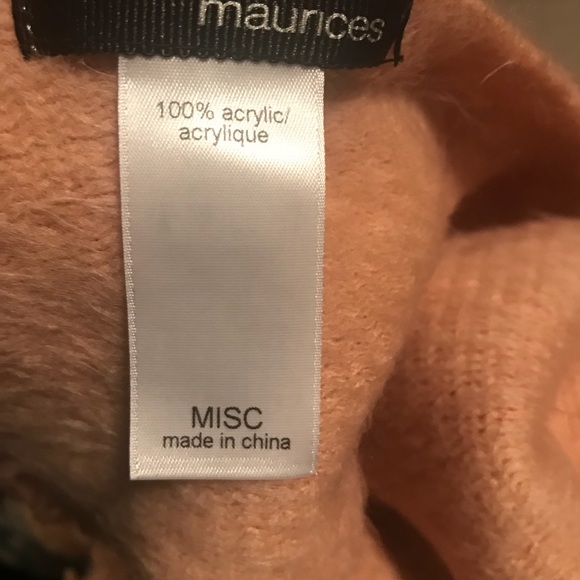 maurices
100% acrylic/
acrylique
MISC
made in china